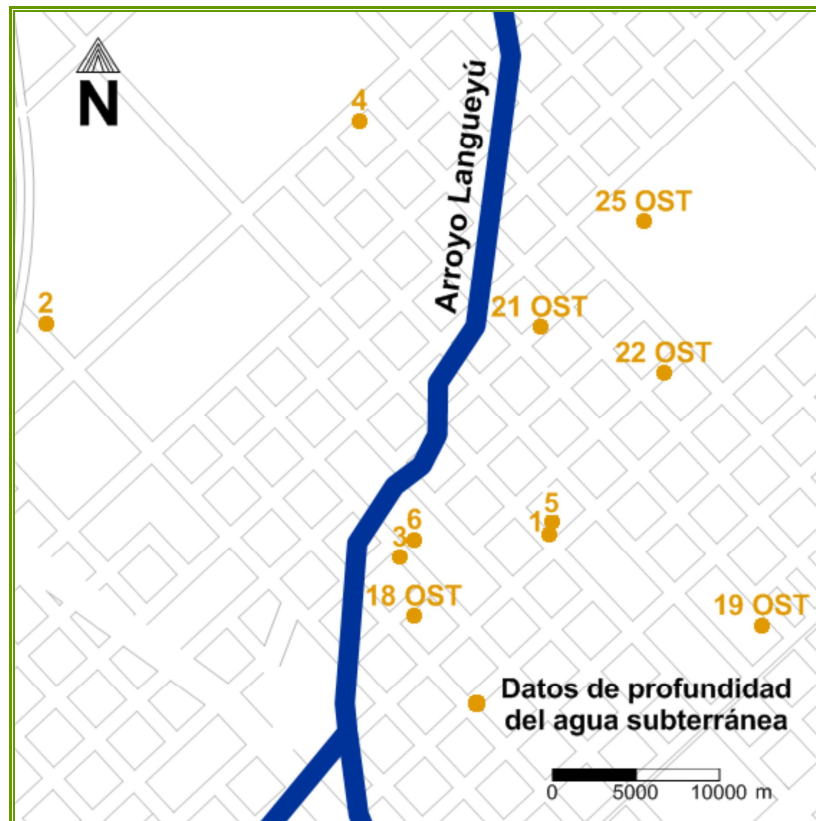 N
4
Arroyo Langueyú
25 OST
2
21 OST
22 OST
5
1
6
3
18 OST
19 OST
Datos de profundidad
del agua subterránea
0 5000 10000 m